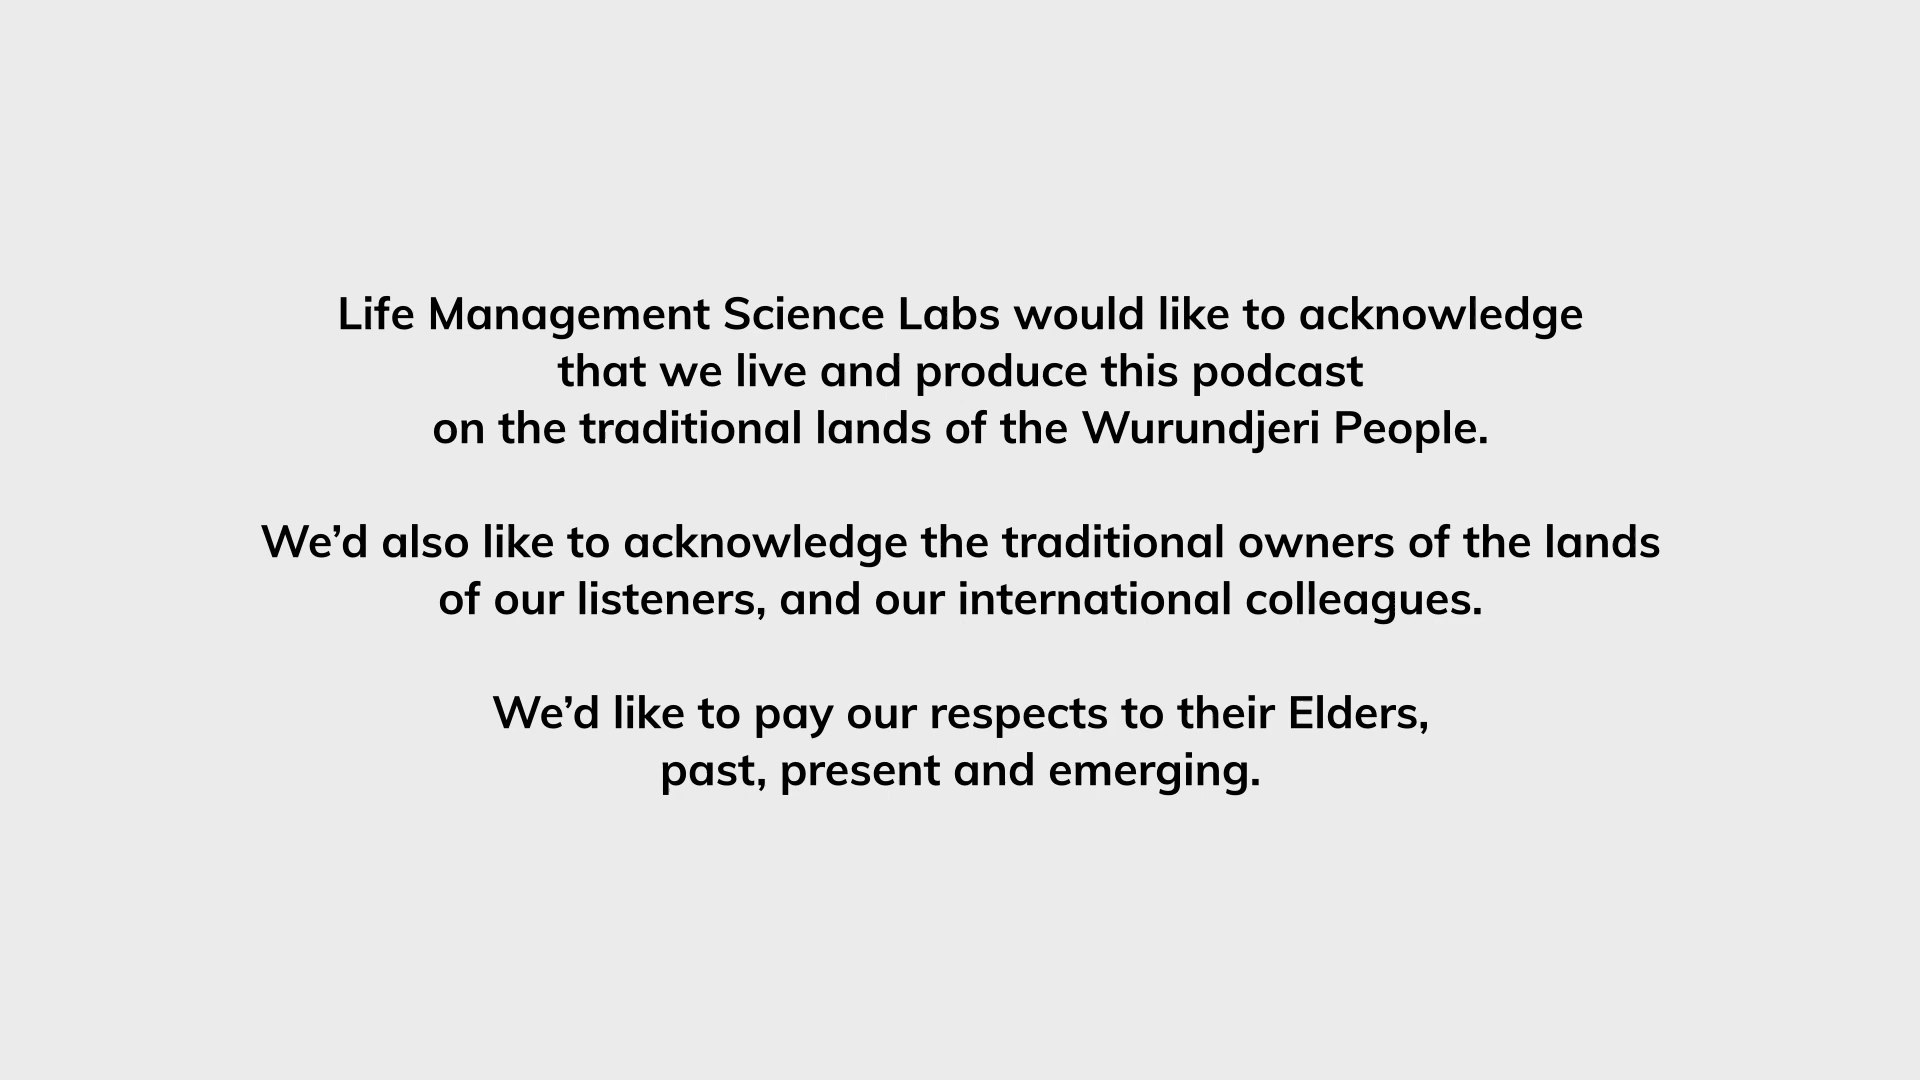 Life Management Science Labs would like to acknowledge
that we live and produce this podcast
on the traditional lands of the Wurundjeri People.
We’d also like to acknowledge the traditional owners of the lands
of our listeners, and our international colleagues.
We’d like to pay our respects to their Elders,
past, present and emerging.